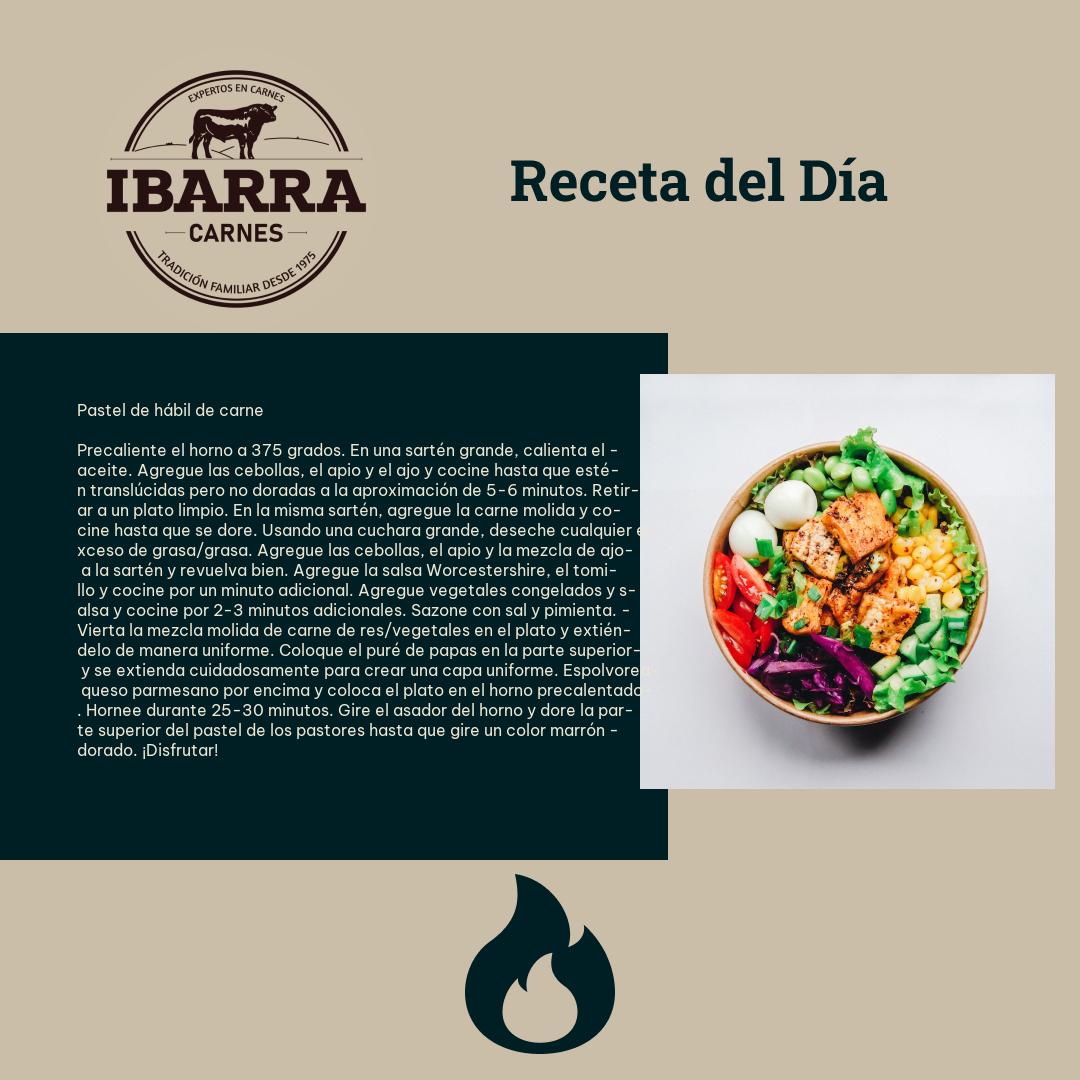 EXPERTOS EN CARNES
IBARRA
CARNES
TRADICIÓN FAMILIAR DESDE 1975
Receta del Día
Pastel de hábil de carne
Precaliente el horno a 375 grados. En una sartén grande, calienta el -
aceite. Agregue las cebollas, el apio y el ajo y cocine hasta que esté-
n translúcidas pero no doradas a la aproximación de 5-6 minutos. Retir-
ar a un plato limpio. En la misma sartén, agregue la carne molida y co-
cine hasta que se dore. Usando una cuchara grande, deseche cualquier e
xceso de grasa/grasa. Agregue las cebollas, el apio y la mezcla de ajo-
a la sartén y revuelva bien. Agregue la salsa Worcestershire, el tomi-
llo y cocine por un minuto adicional. Agregue vegetales congelados y s-
alsa y cocine por 2-3 minutos adicionales. Sazone con sal y pimienta. -
Vierta la mezcla molida de carne de res/vegetales en el plato y extién-
delo de manera uniforme. Coloque el puré de papas en la parte superior-
y se extienda cuidadosamente para crear una capa uniforme. Espolvorea-
queso parmesano por encima y coloca el plato en el horno precalentado-
. Hornee durante 25-30 minutos. Gire el asador del horno y dore la par-
te superior del pastel de los pastores hasta que gire un color marrón -
dorado. ¡Disfrutar!